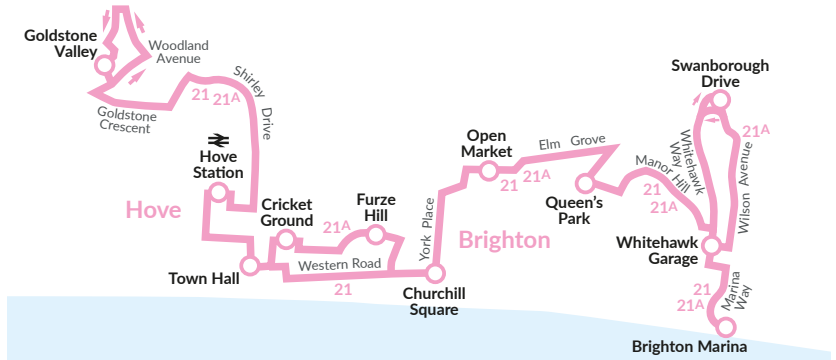 Goldstone
Valley
Woodland
Avenue
Goldstone
Crescent
21 21A
Shirley Drive
Hove
Station
Hove
Cricket
Ground
Furze
Hill
21A
Town Hall
Western Road
21
Churchill
Square
York Place
Brighton
Open
Market
21 21A
Elm Grove
Queen's
Park
Manor Hill
21
21A
Swanborough
Drive
Whitehawk
Way
21A
Wilson Avenue
Whitehawk
Garage
21
21A
Marina
Way
Brighton Marina